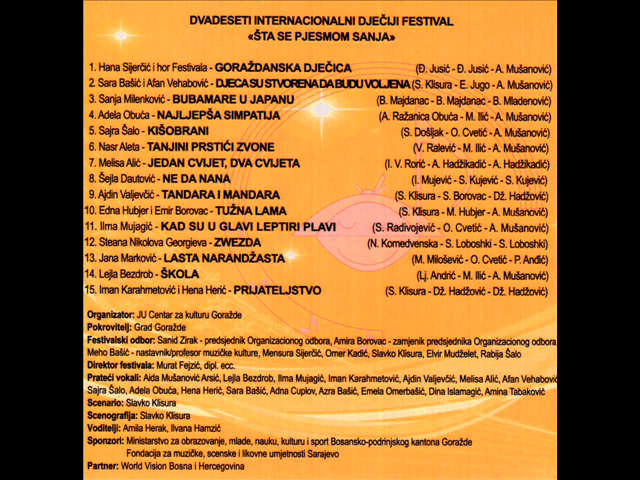 DVADESETI INTERNACIONALNI DJEČIJI FESTIVAL
«ŠTA SE PJESMOM SANJA»
1. Hana Sijerčić i hor Festivala - GORAŽDANSKA DJEČICA (Đ. Jusić - Đ. Jusić - A. Mušanović)
2. Sara Bašić i Afan Vehabović - DJECA SU STVORENA DA BUDU VOLJENA (S. Klisura - E. Jugo - A. Mušanović)
3. Sanja Milenković - BUBAMARE U JAPANU (B. Majdanac - B. Majdanac - B. Mladenović)
4. Adela Obuća - NAJLJEPŠA SIMPATIJA (A. Ražanica Obuća - M. Ilić - A. Mušanović)
5. Sajra Šalo - KIŠOBRANI (S. Došljak - O. Cvetić - A. Mušanović)
6. Nasr Aleta - TANJINI PRSTIĆI ZVONE (V. Ralević - M. Ilić - A. Mušanović)
7. Melisa Alić - JEDAN CVIJET, DVA CVIJETA (I. V. Rorić - A. Hadžikadić - A. Hadžikadić)
8. Šejla Dautović - NE DA NANA (I. Mujević - S. Kujević - S. Kujević)
9. Ajdin Valjevčić - TANDARA I MANDARA (S. Klisura - S. Borovac - Dž. Hadžović)
10. Edna Hubjer i Emir Borovac - TUŽNA LAMA (S. Klisura - M. Hubjer - A. Mušanović)
11. Ilma Mujagić - KAD SU U GLAVI LEPTIRI PLAVI (S. Radivojević - O. Cvetić - A. Mušanović)
12. Steana Nikolova Georgieva - ZWEZDA (N. Komedvenska - S. Loboshki - S. Loboshki)
13. Jana Marković - LASTA NARANDŽASTA (M. Milošević - O. Cvetić - P. Anđić)
14. Lejla Bezdrob - ŠKOLA (Lj. Andrić - M. Ilić - A. Mušanović)
15. Iman Karahmetović i Hena Herić - PRIJATELJSTVO (S. Klisura - Dž. Hadžović - Dž. Hadžović)
Organizator: JU Centar za kulturu Goražde
Pokrovitelj: Grad Goražde
Festivalski odbor: Sanid Zirak - predsjednik Organizacionog odbora, Amira Borovac - zamjenik predsjednika Organizacionog odbora,
Meho Bašić - nastavnik/profesor muzičke kulture, Mensura Sijerčić, Omer Kadić, Slavko Klisura, Elvir Mudželet, Rabija Šalo
Direktor festivala: Murat Fejzić, dipl. ecc.
Prateći vokali: Aida Mušanović Arsić, Lejla Bezdrob, Ilma Mujagić, Iman Karahmetović, Ajdin Valjevčić, Melisa Alić, Afan Vehabović
Sajra Šalo, Adela Obuća, Hena Herić, Sara Bašić, Adna Cuplov, Azra Bašić, Emela Omerbašić, Dina Islamagić, Amina Tabaković
Scenario: Slavko Klisura
Scenografija: Slavko Klisura
Voditelji: Amila Herak, Ilvana Hamzić
Sponzori: Ministarstvo za obrazovanje, mlade, nauku, kulturu i sport Bosansko-podrinjskog kantona Goražde
Fondacija za muzičke, scenske i likovne umjetnosti Sarajevo
Partner: World Vision Bosna i Hercegovina